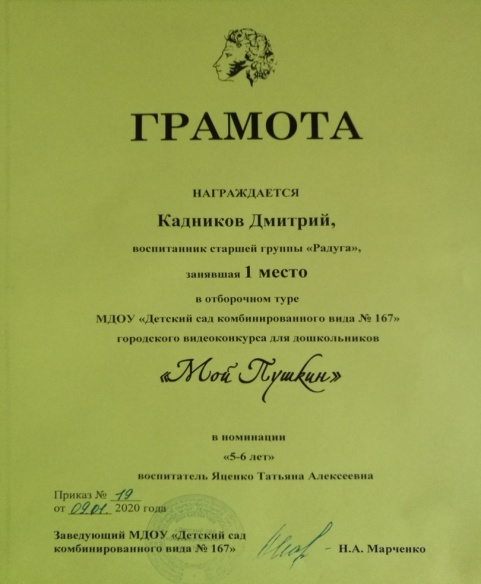 ГРАМОТА
НАГРАЖДАЕТСЯ
Кадников Дмитрий,
воспитанник старшей группы «Радуга»,
занявшая 1 место
в отборочном туре
МДОУ «Детский сад комбинированного вида № 167»
городского видеоконкурса для дошкольников
«Мой Пушкин»
в номинации
«5-6 лет»
воспитатель Яценко Татьяна Алексеевна
Приказ № 19
от 09.01. 2020 года
Заведующий МДОУ «Детский сад
комбинированного вида № 167»
Н.А. Марченко